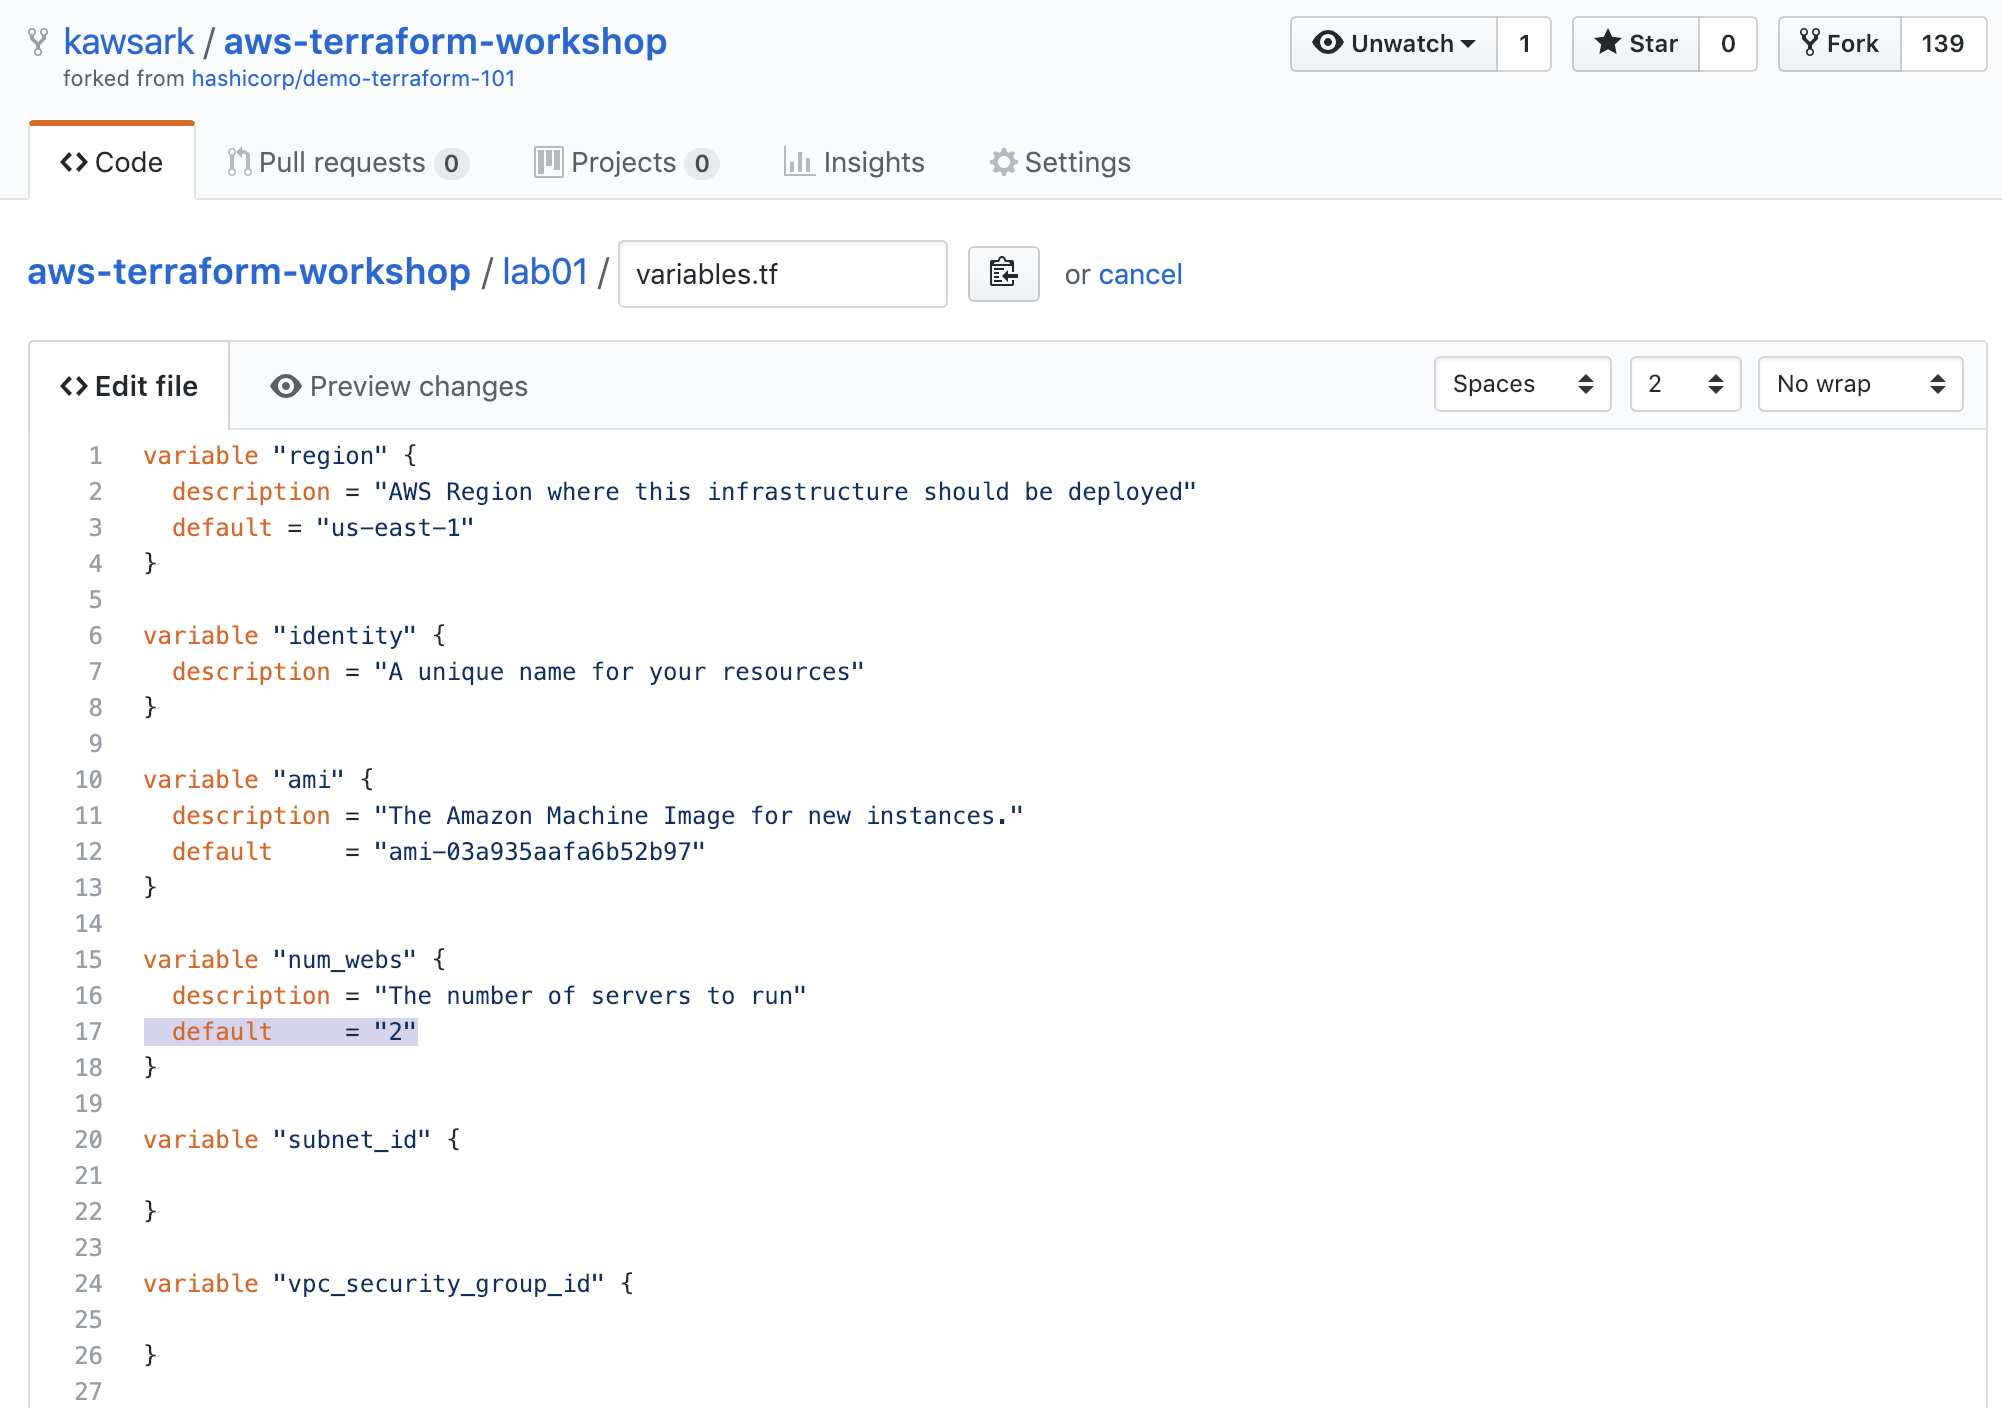 kawsark / aws-terraform-workshop
forked from hashicorp/demo-terraform-101
Unwatch 1 Star 0 Fork 139
Code Pull requests 0 Projects 0 Insights Settings
aws-terraform-workshop / lab01 / variables.tf or cancel
Edit file Preview changes Spaces 2 No wrap
1 variable "region" {
2   description = "AWS Region where this infrastructure should be deployed"
3   default = "us-east-1"
4 }
5
6 variable "identity" {
7   description = "A unique name for your resources"
8 }
9
10 variable "ami" {
11   description = "The Amazon Machine Image for new instances."
12   default     = "ami-03a935aafa6b52b97"
13 }
14
15 variable "num_webs" {
16   description = "The number of servers to run"
17   default     = "2"
18 }
19
20 variable "subnet_id" {
21
22 }
23
24 variable "vpc_security_group_id" {
25
26 }
27